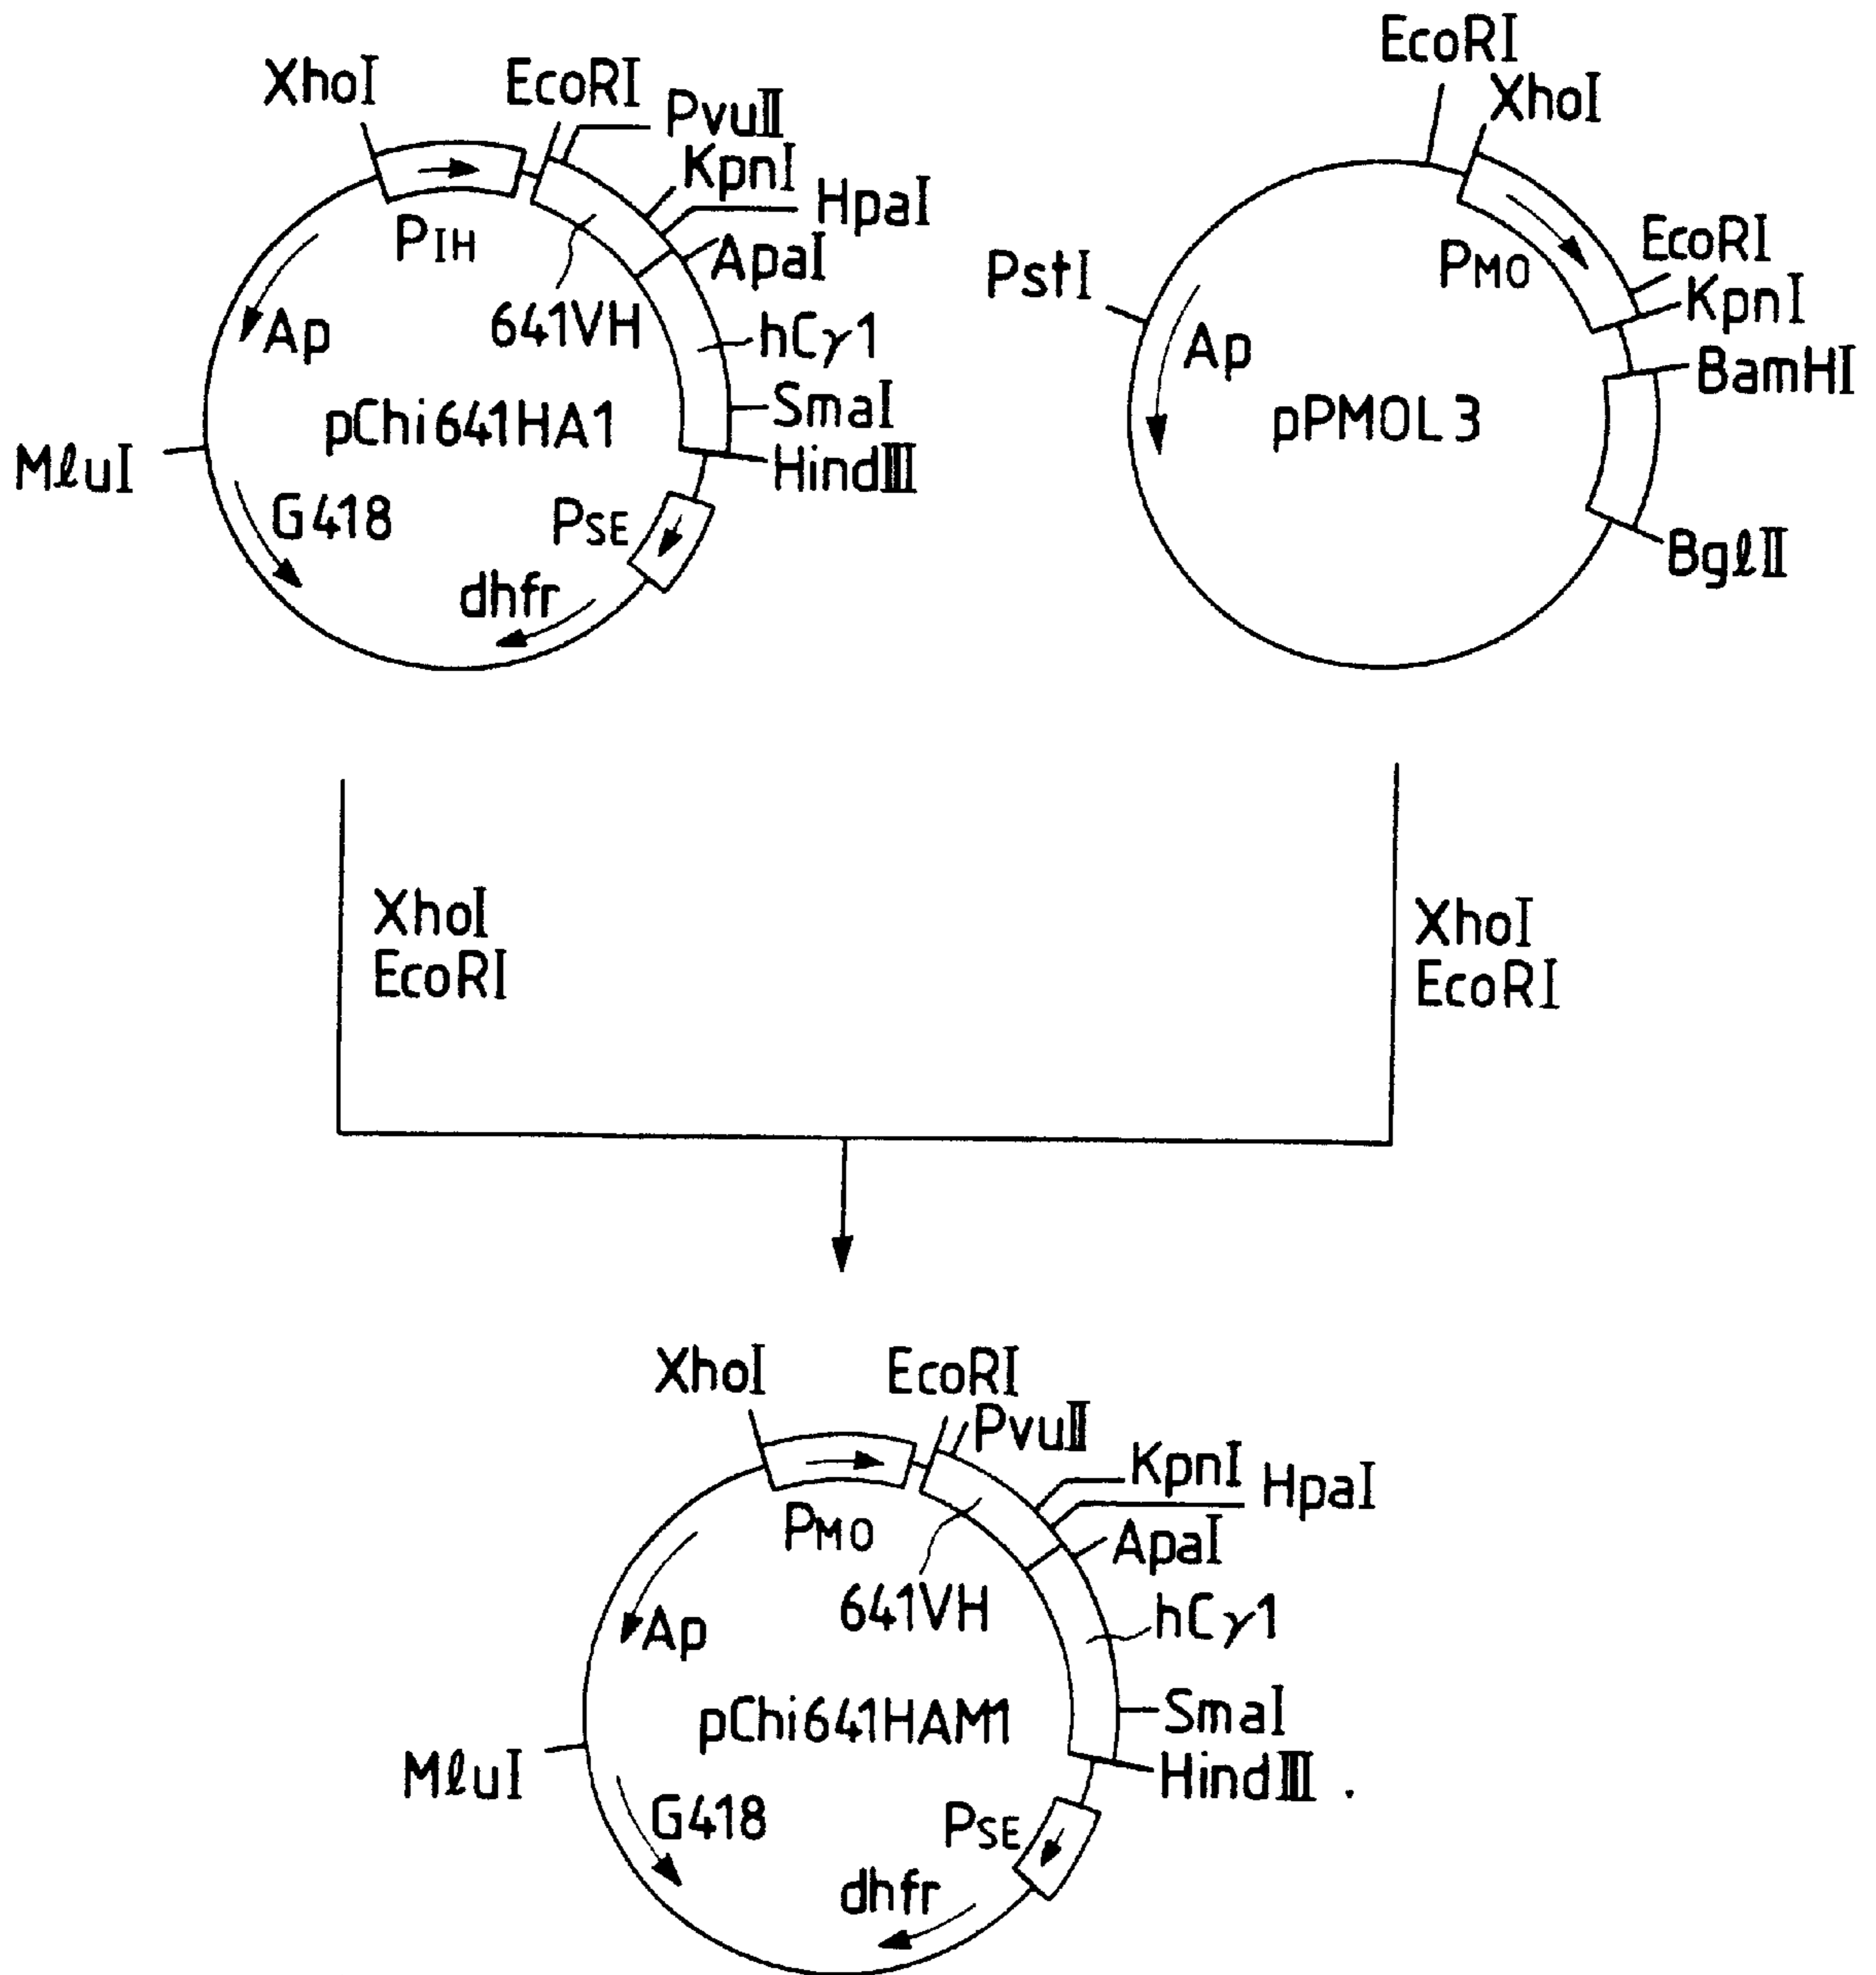 XhoI
EcoRI
PvuII
KpnI
HpaI
ApaI
PIH
641VH
Ap
hCγ1
pChi641HA1
SmaI
HindIII
MluI
G418
PSE
dhfr
EcoRI
XhoI
EcoRI
KpnI
PMO
PstI
Ap
BamHI
pPMOL3
BglII
XhoI
EcoRI
XhoI
EcoRI
XhoI
EcoRI
PvuII
KpnI
HpaI
ApaI
PMO
641VH
Ap
hCγ1
pChi641HAM1
SmaI
HindIII .
MluI
G418
PSE
dhfr